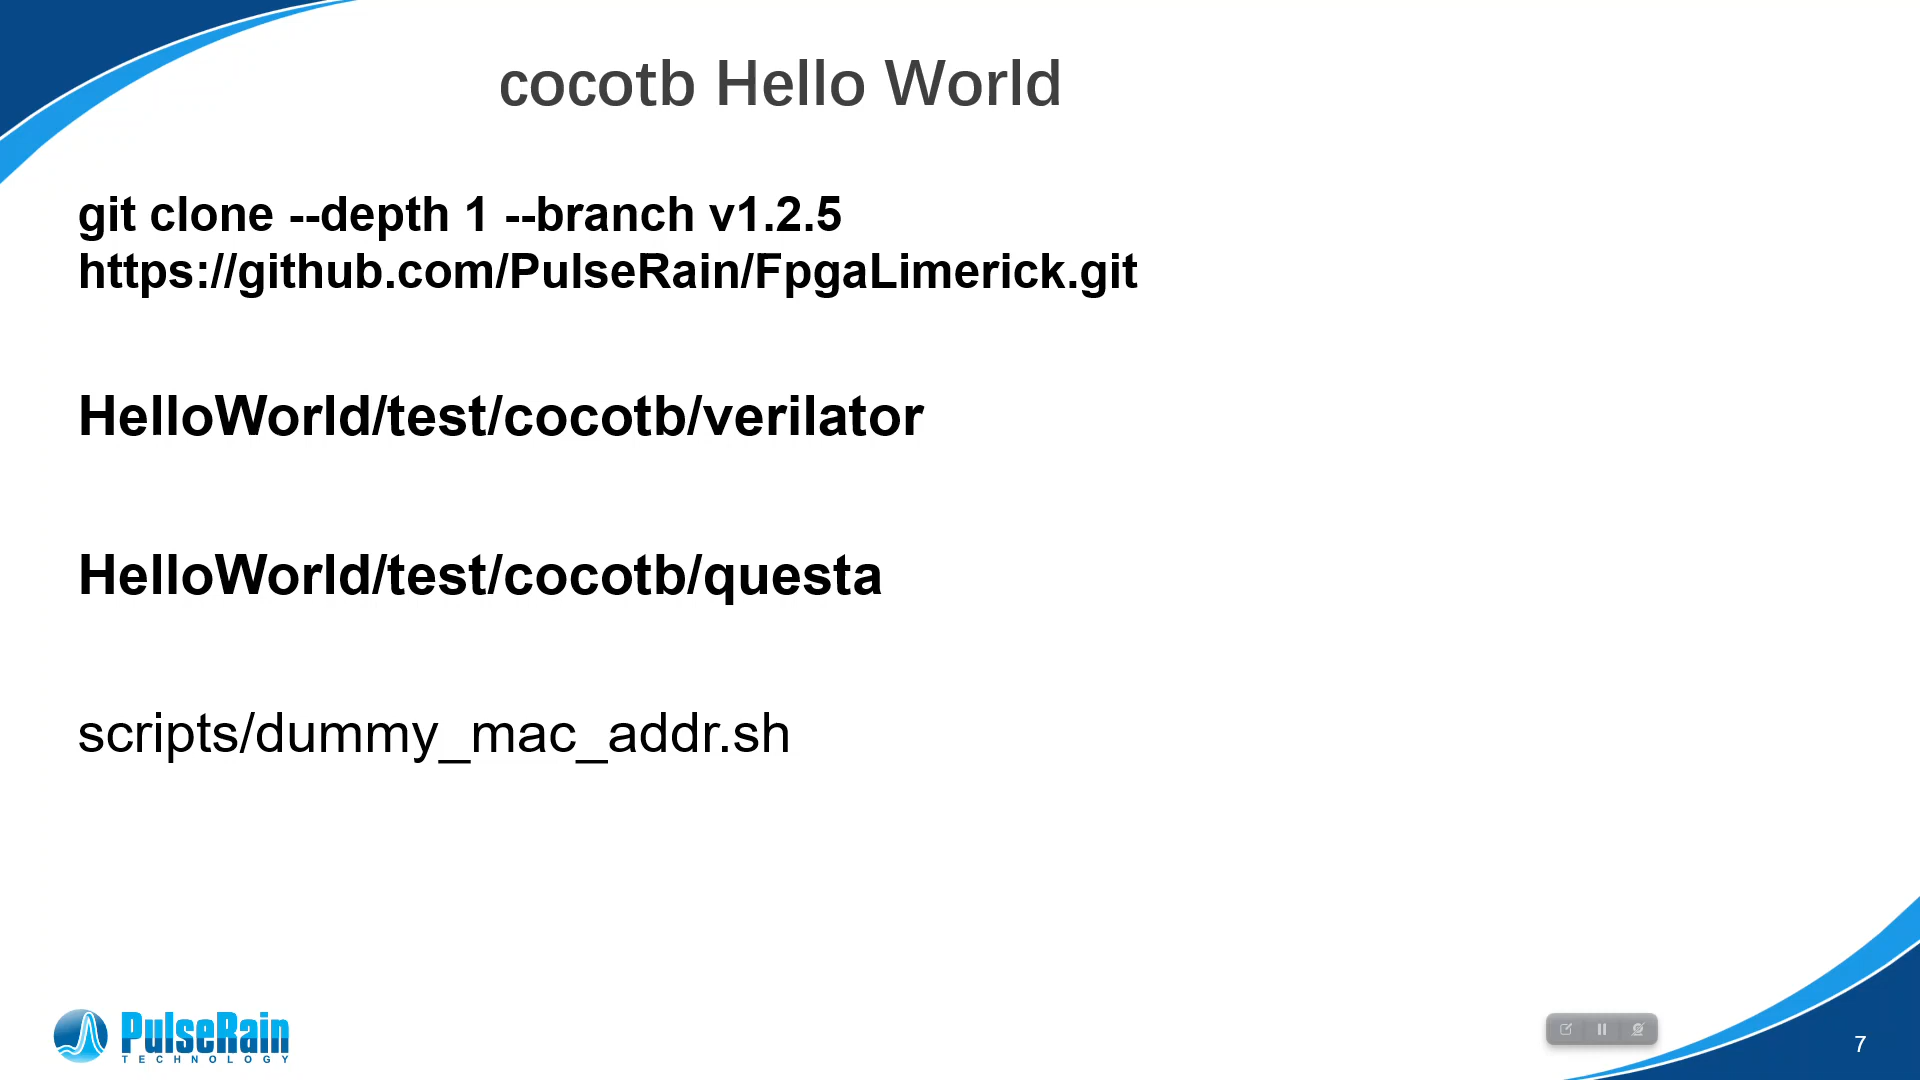 cocotb Hello World
git clone --depth 1 --branch v1.2.5
https://github.com/PulseRain/FpgaLimerick.git
HelloWorld/test/cocotb/verilator
HelloWorld/test/cocotb/questa
scripts/dummy_mac_addr.sh
PulseRain
TECHNOLOGY
7